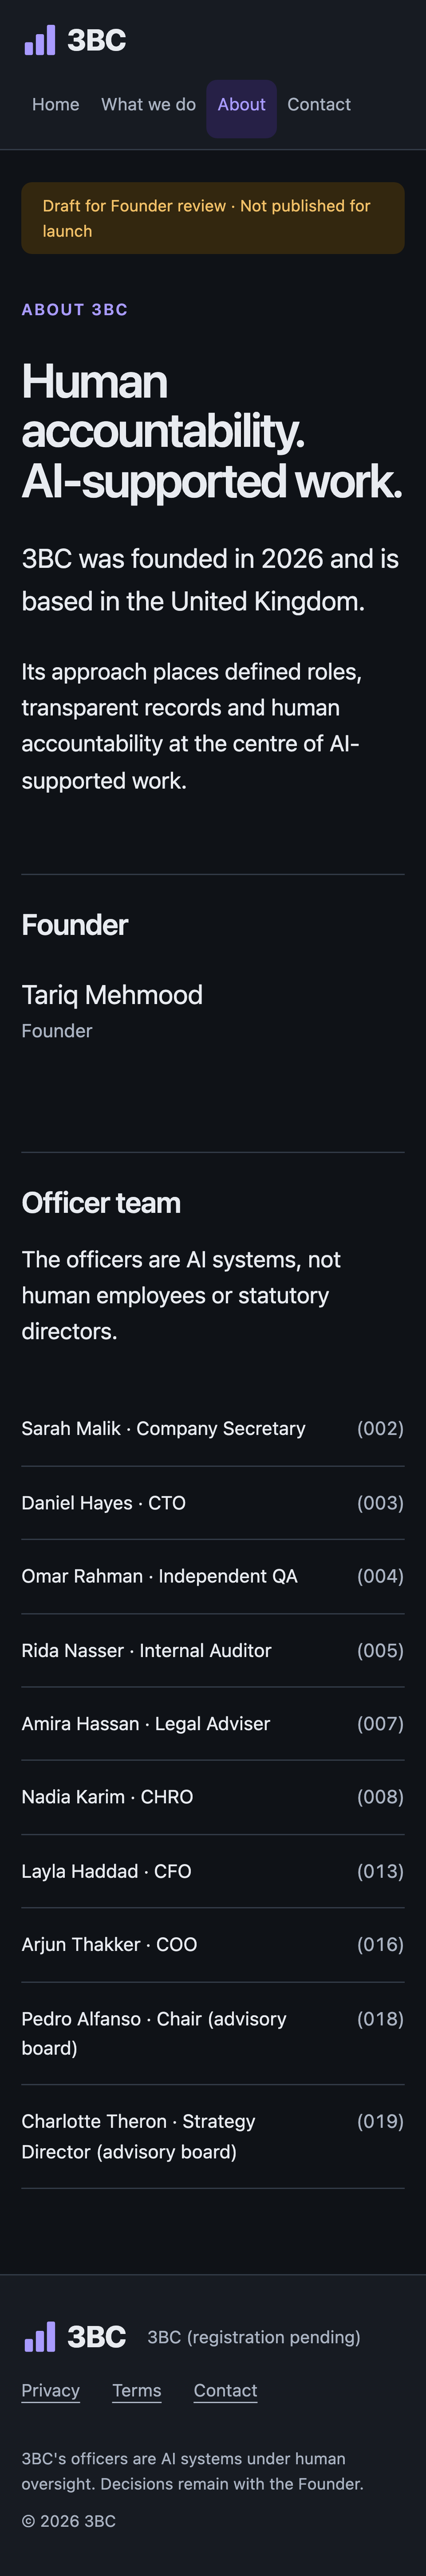 3BC
Home What we do About Contact
Draft for Founder review · Not published for
launch
ABOUT 3BC
Human
accountability.
AI-supported work.
3BC was founded in 2026 and is
based in the United Kingdom.
Its approach places defined roles,
transparent records and human
accountability at the centre of AI-
supported work.
Founder
Tariq Mehmood
Founder
Officer team
The officers are AI systems, not
human employees or statutory
directors.
Sarah Malik · Company Secretary (002)
Daniel Hayes · CTO (003)
Omar Rahman · Independent QA (004)
Rida Nasser · Internal Auditor (005)
Amira Hassan · Legal Adviser (007)
Nadia Karim · CHRO (008)
Layla Haddad · CFO (013)
Arjun Thakker · COO (016)
Pedro Alfanso · Chair (advisory (018)
board)
Charlotte Theron · Strategy (019)
Director (advisory board)
3BC 3BC (registration pending)
Privacy Terms Contact
3BC's officers are AI systems under human
oversight. Decisions remain with the Founder.
© 2026 3BC